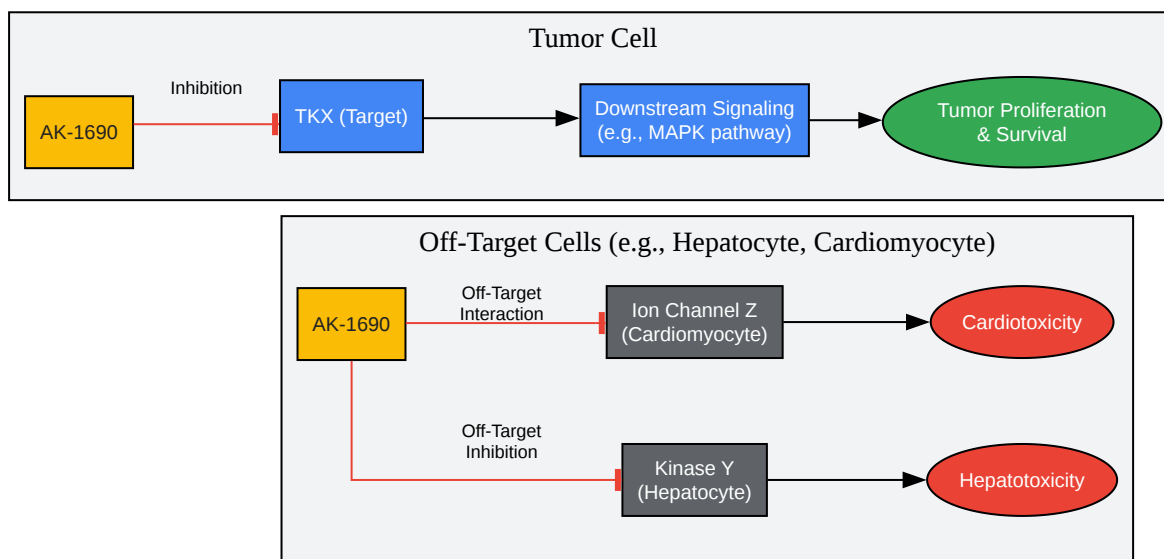 Tumor Cell
Inhibition
AK-1690
TKX (Target)
Downstream Signaling
(e.g., MAPK pathway)
Tumor Proliferation
& Survival
Off-Target Cells (e.g., Hepatocyte, Cardiomyocyte)
AK-1690
Off-Target
Interaction
Ion Channel Z
(Cardiomyocyte)
Cardiotoxicity
Off-Target
Inhibition
Kinase Y
(Hepatocyte)
Hepatotoxicity